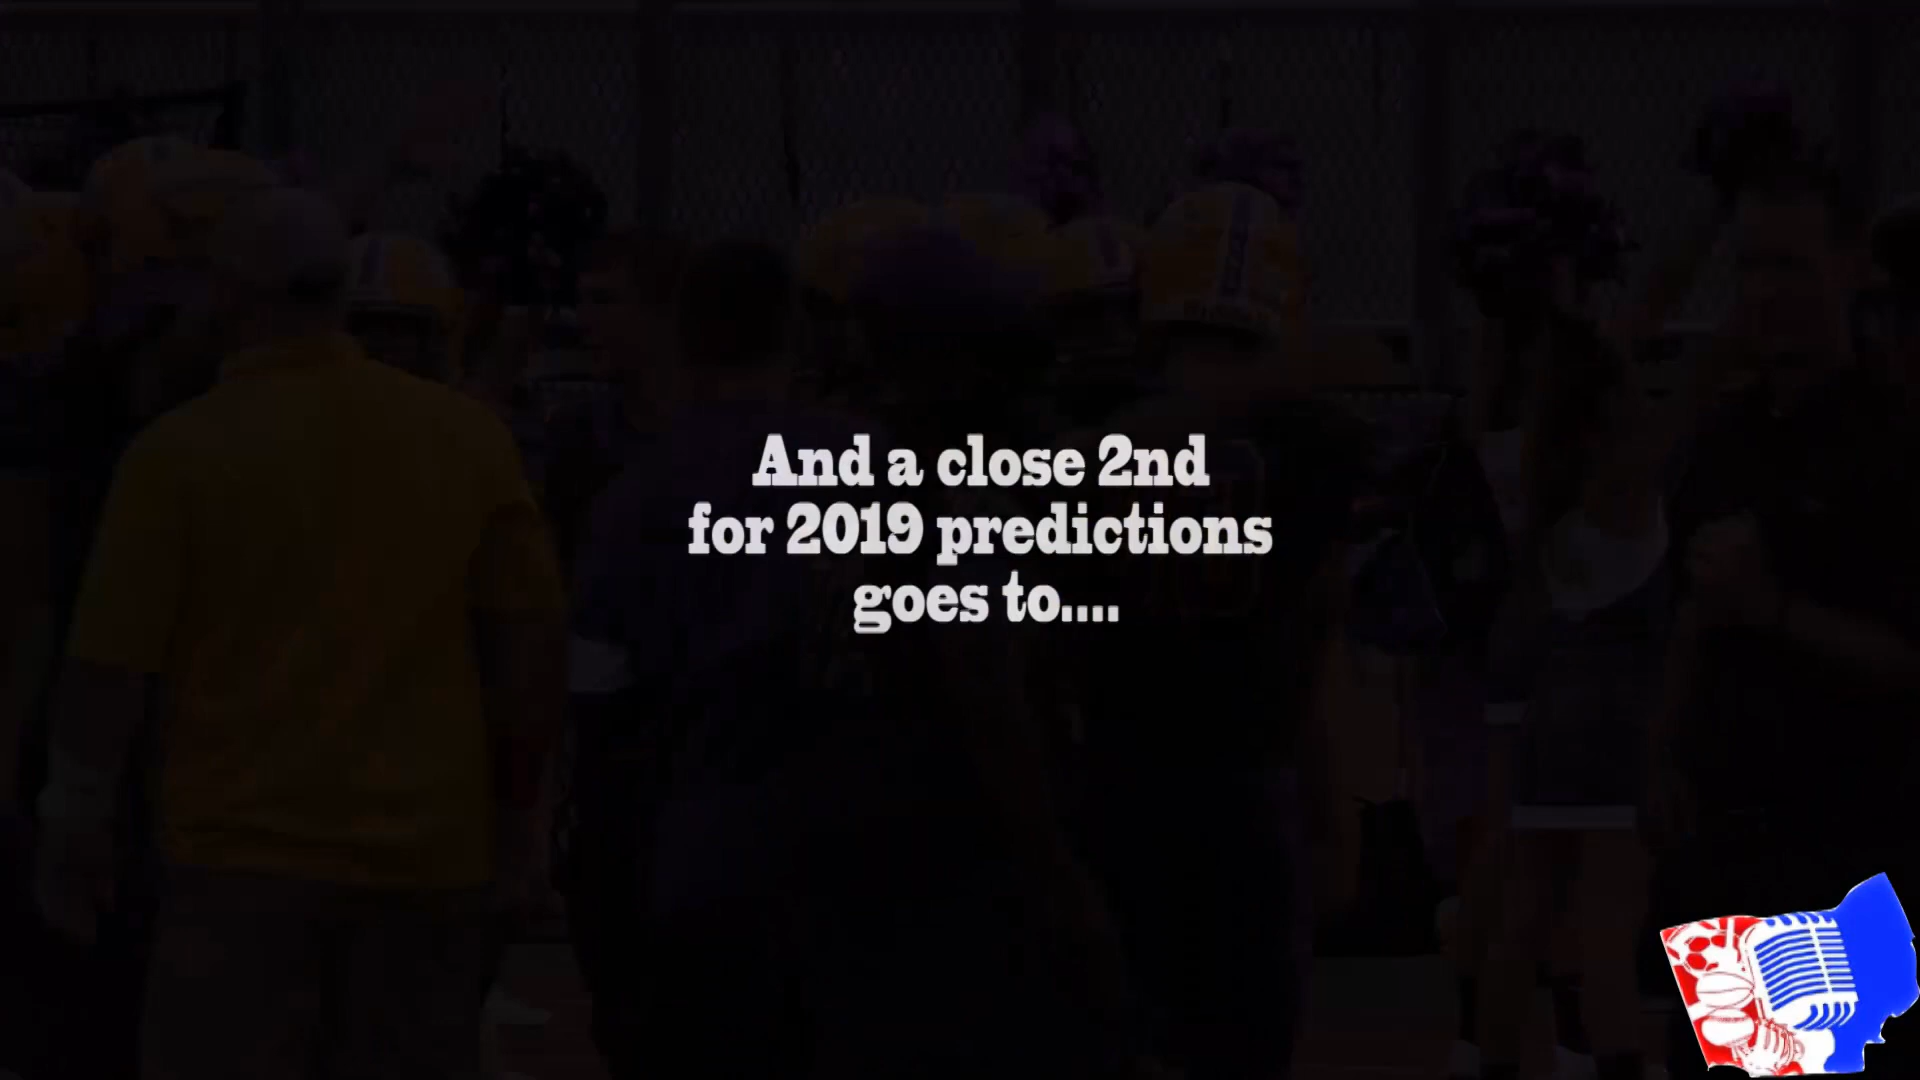 And a close 2nd
for 2019 predictions
goes to....